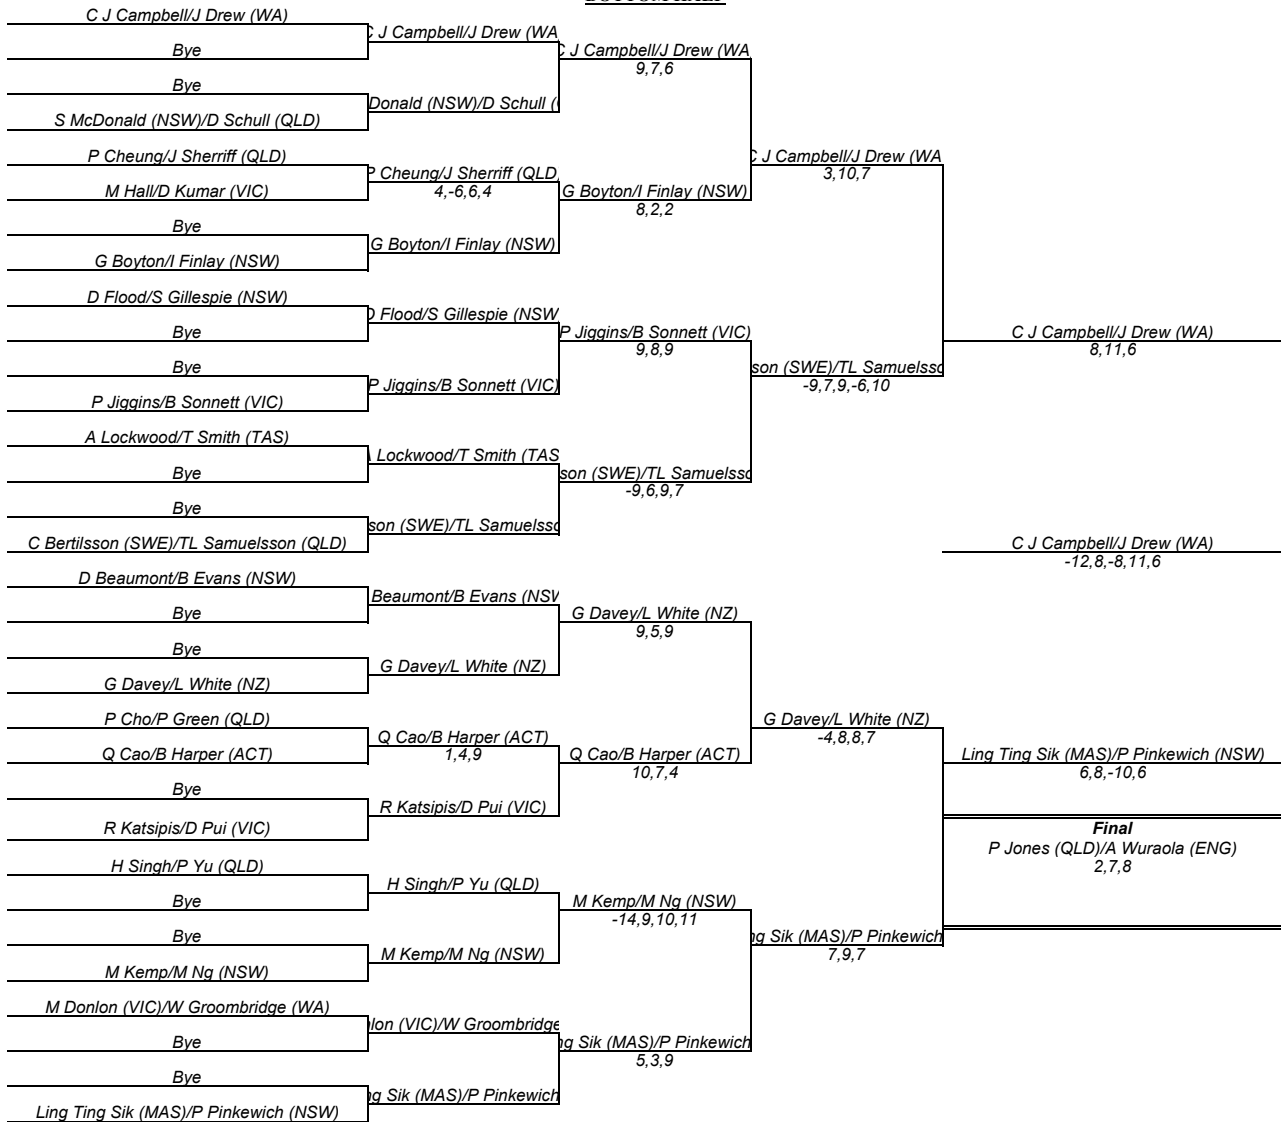 C J Campbell/J Drew (WA)
Bye
Bye
S McDonald (NSW)/D Schull (QLD)
P Cheung/J Sherriff (QLD)
M Hall/D Kumar (VIC)
Bye
G Boyton/I Finlay (NSW)
D Flood/S Gillespie (NSW)
Bye
Bye
P Jiggins/B Sonnett (VIC)
A Lockwood/T Smith (TAS)
Bye
Bye
C Bertilsson (SWE)/TL Samuelsson (QLD)
D Beaumont/B Evans (NSW)
Bye
Bye
G Davey/L White (NZ)
P Cho/P Green (QLD)
Q Cao/B Harper (ACT)
Bye
R Katsipis/D Pui (VIC)
H Singh/P Yu (QLD)
Bye
Bye
M Kemp/M Ng (NSW)
M Donlon (VIC)/W Groombridge (WA)
Bye
Bye
Ling Ting Sik (MAS)/P Pinkewich (NSW)
C J Campbell/J Drew (WA
Donald (NSW)/D Schull (
P Cheung/J Sherriff (QLD)
4,-6,6,4
G Boyton/I Finlay (NSW)
D Flood/S Gillespie (NSW
P Jiggins/B Sonnett (VIC)
Lockwood/T Smith (TAS
son (SWE)/TL Samuelsso
Beaumont/B Evans (NSW
G Davey/L White (NZ)
Q Cao/B Harper (ACT)
1,4,9
R Katsipis/D Pui (VIC)
H Singh/P Yu (QLD)
M Kemp/M Ng (NSW)
lon (VIC)/W Groombridge
ng Sik (MAS)/P Pinkewich
C J Campbell/J Drew (WA
9,7,6
G Boyton/I Finlay (NSW)
8,2,2
P Jiggins/B Sonnett (VIC)
9,8,9
son (SWE)/TL Samuelsso
-9,6,9,7
G Davey/L White (NZ)
9,5,9
Q Cao/B Harper (ACT)
10,7,4
M Kemp/M Ng (NSW)
-14,9,10,11
ng Sik (MAS)/P Pinkewich
5,3,9
C J Campbell/J Drew (WA
3,10,7
son (SWE)/TL Samuelsso
-9,7,9,-6,10
G Davey/L White (NZ)
-4,8,8,7
ng Sik (MAS)/P Pinkewich
7,9,7
C J Campbell/J Drew (WA)
8,11,6
C J Campbell/J Drew (WA)
-12,8,-8,11,6
Ling Ting Sik (MAS)/P Pinkewich (NSW)
6,8,-10,6
Final
P Jones (QLD)/A Wuraola (ENG)
2,7,8